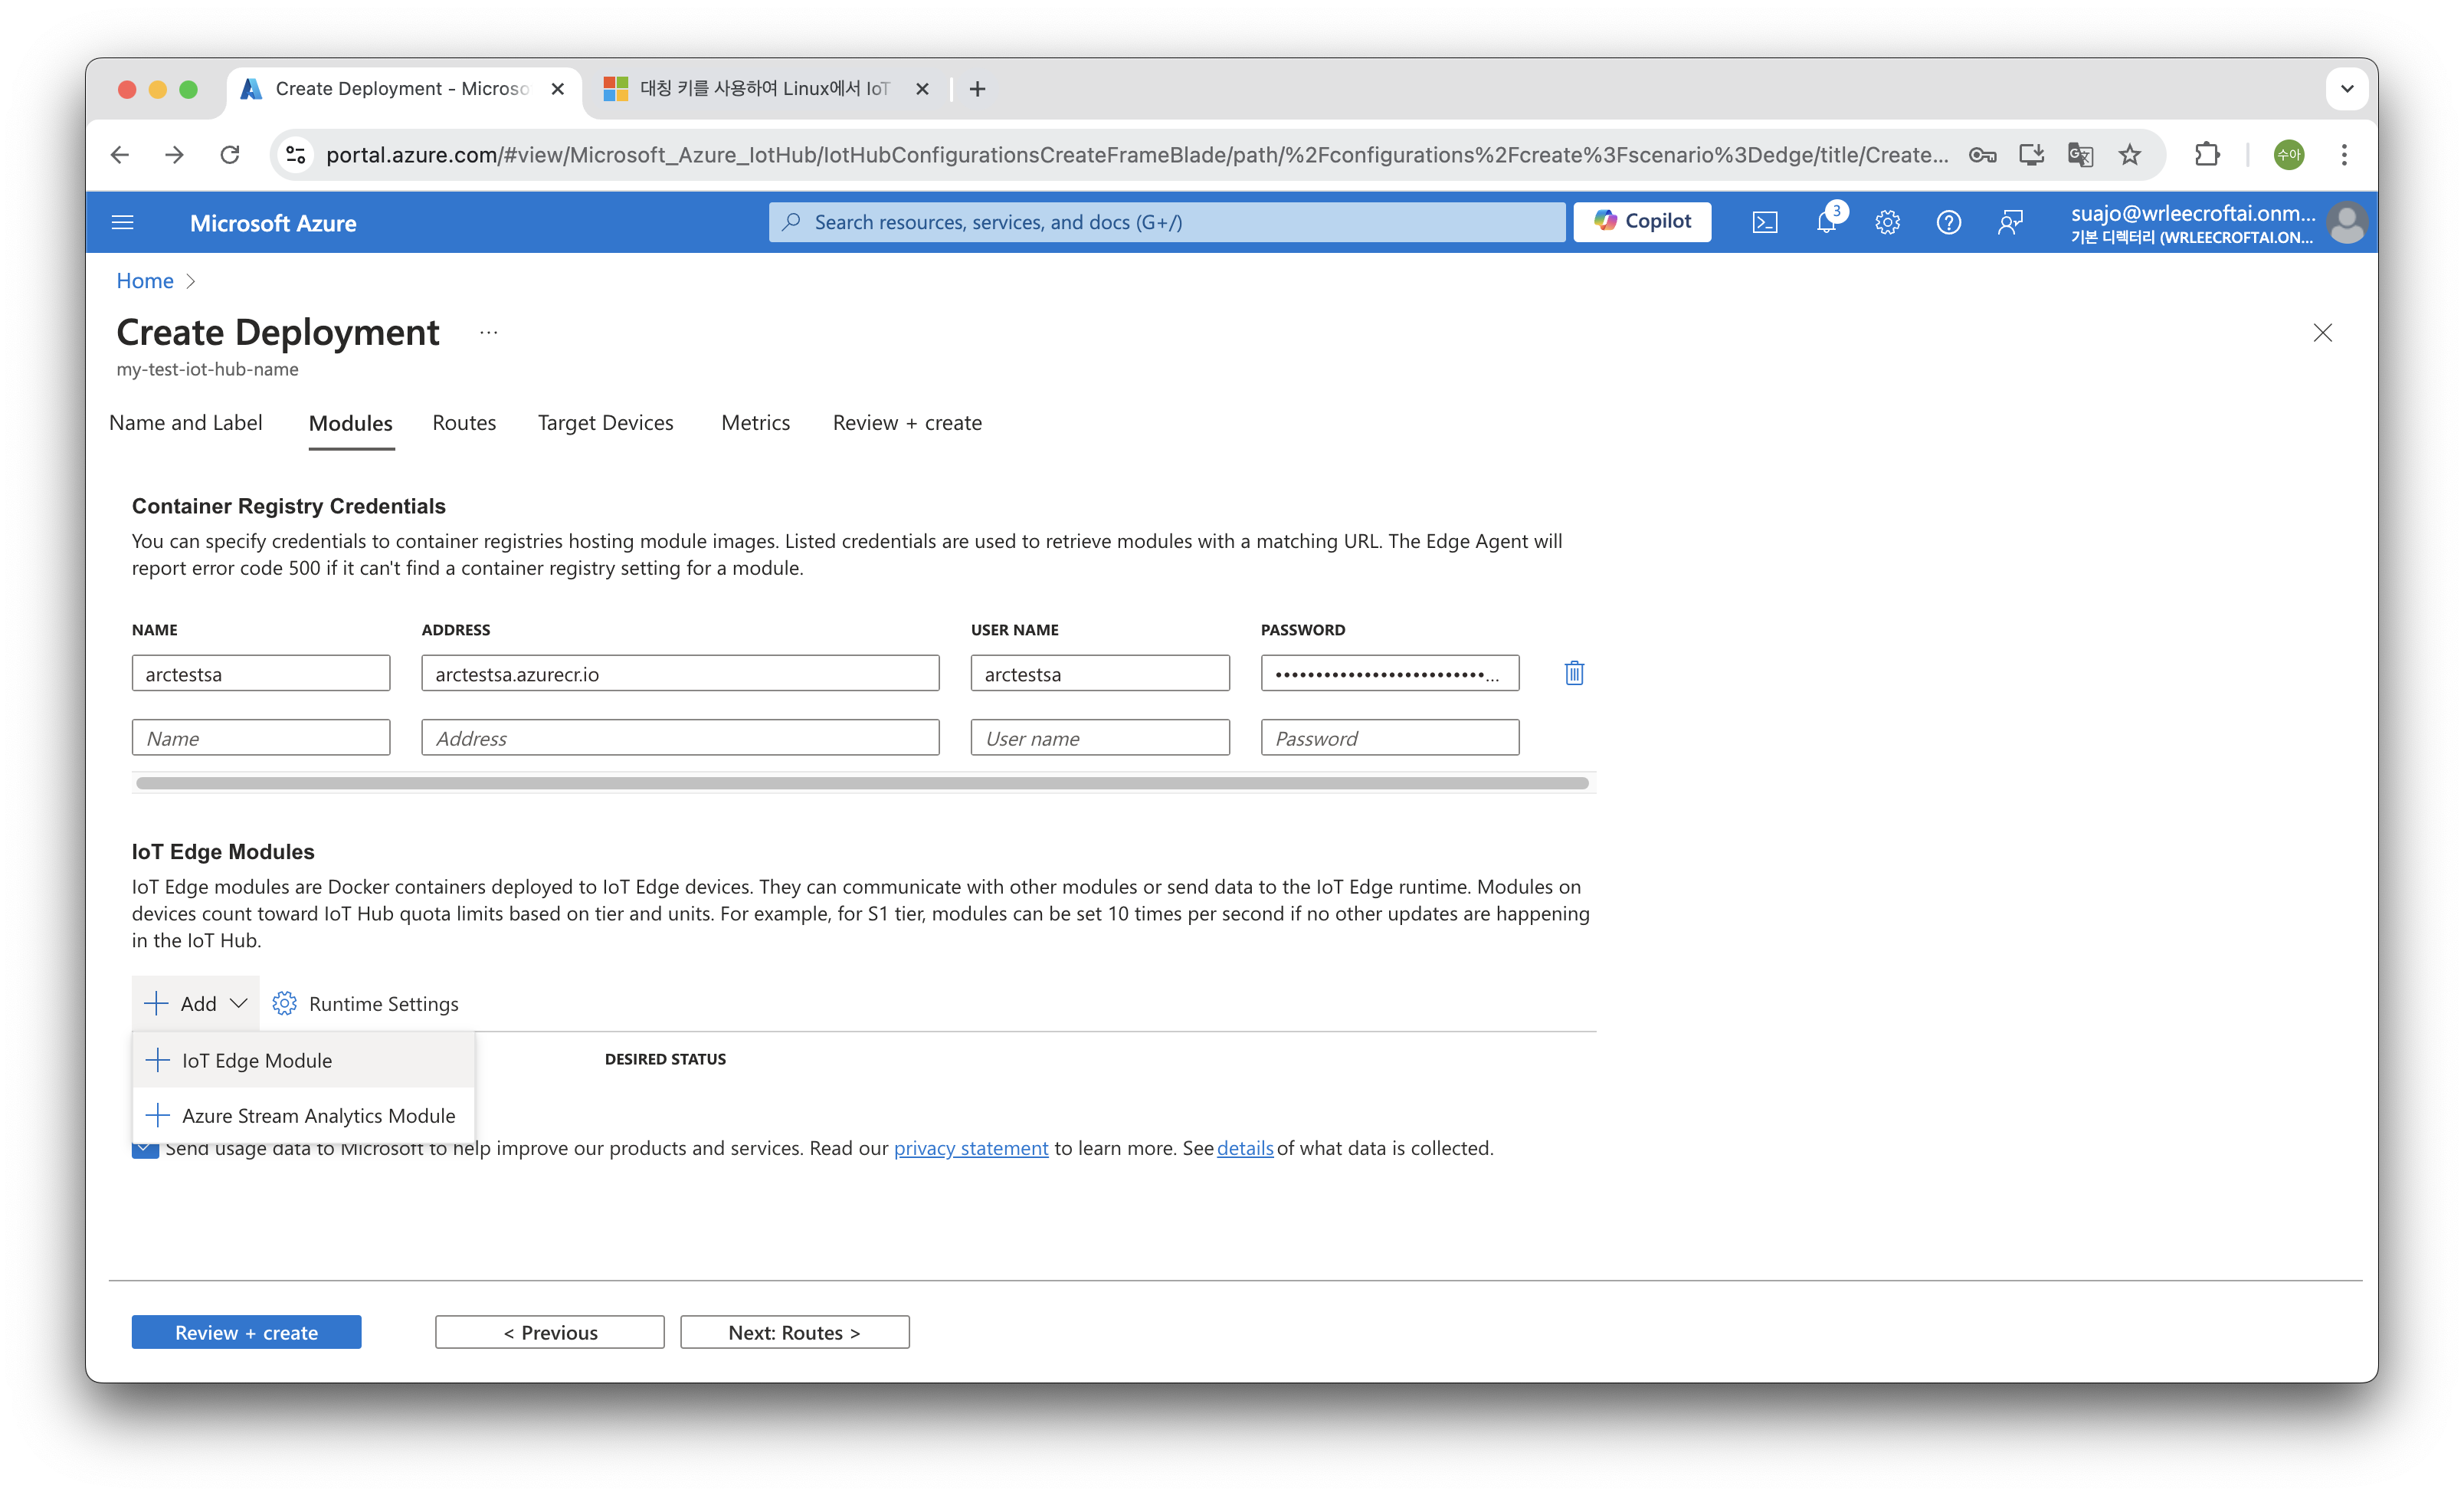 Create Deployment - Microso
대칭 키를 사용하여 Linux에서 IoT
portal.azure.com/#view/Microsoft_Azure_IotHub/IotHubConfigurationsCreateFrameBlade/path/%2Fconfigurations%2Fcreate%3Fscenario%3Dedge/title/Create...
수아
Microsoft Azure
Search resources, services, and docs (G+/)
Copilot
3
suajo@wrleecroftai.onm...
기본 디렉터리 (WRLEECROFTAI.ON...
Home
Create Deployment ...
my-test-iot-hub-name
Name and Label Modules Routes Target Devices Metrics Review + create
Container Registry Credentials
You can specify credentials to container registries hosting module images. Listed credentials are used to retrieve modules with a matching URL. The Edge Agent will
report error code 500 if it can't find a container registry setting for a module.
NAME ADDRESS USER NAME PASSWORD
arctestsa arctestsa.azurecr.io arctestsa ••••••••••••••••••••••••••...
Name Address User name Password
IoT Edge Modules
IoT Edge modules are Docker containers deployed to IoT Edge devices. They can communicate with other modules or send data to the IoT Edge runtime. Modules on
devices count toward IoT Hub quota limits based on tier and units. For example, for S1 tier, modules can be set 10 times per second if no other updates are happening
in the IoT Hub.
Add Runtime Settings
IoT Edge Module
DESIRED STATUS
Azure Stream Analytics Module
Send usage data to Microsoft to help improve our products and services. Read our privacy statement to learn more. See details of what data is collected.
Review + create < Previous Next: Routes >